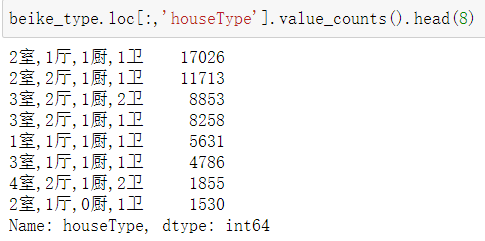 beike_type.loc[:,'houseType'].value_counts().head(8)
2室,1厅,1厨,1卫    17026
2室,2厅,1厨,1卫    11713
3室,2厅,1厨,2卫     8853
3室,2厅,1厨,1卫     8258
1室,1厅,1厨,1卫     5631
3室,1厅,1厨,1卫     4786
4室,2厅,1厨,2卫     1855
2室,1厅,0厨,1卫     1530
Name: houseType, dtype: int64